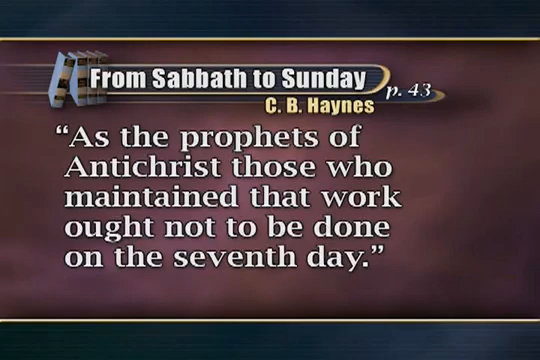 From Sabbath to Sunday p. 43
C. B. Haynes
“As the prophets of
Antichrist those who
maintained that work
ought not to be done
on the seventh day.”